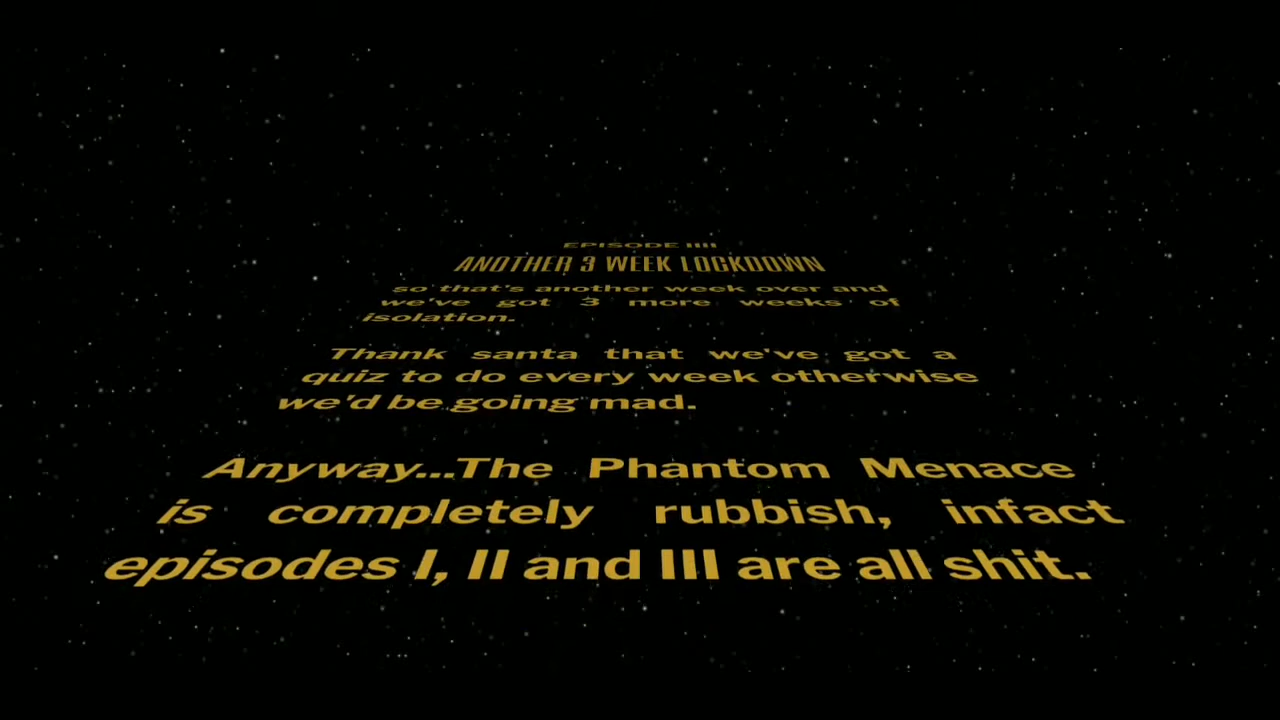 EPISODE IIII
ANOTHER 3 WEEK LOCKDOWN
so that's another week over and
we've got 3 more weeks of
isolation.
Thank santa that we've got a
quiz to do every week otherwise
we'd be going mad.
Anyway...The Phantom Menace
is completely rubbish, infact
episodes I, II and III are all shit.